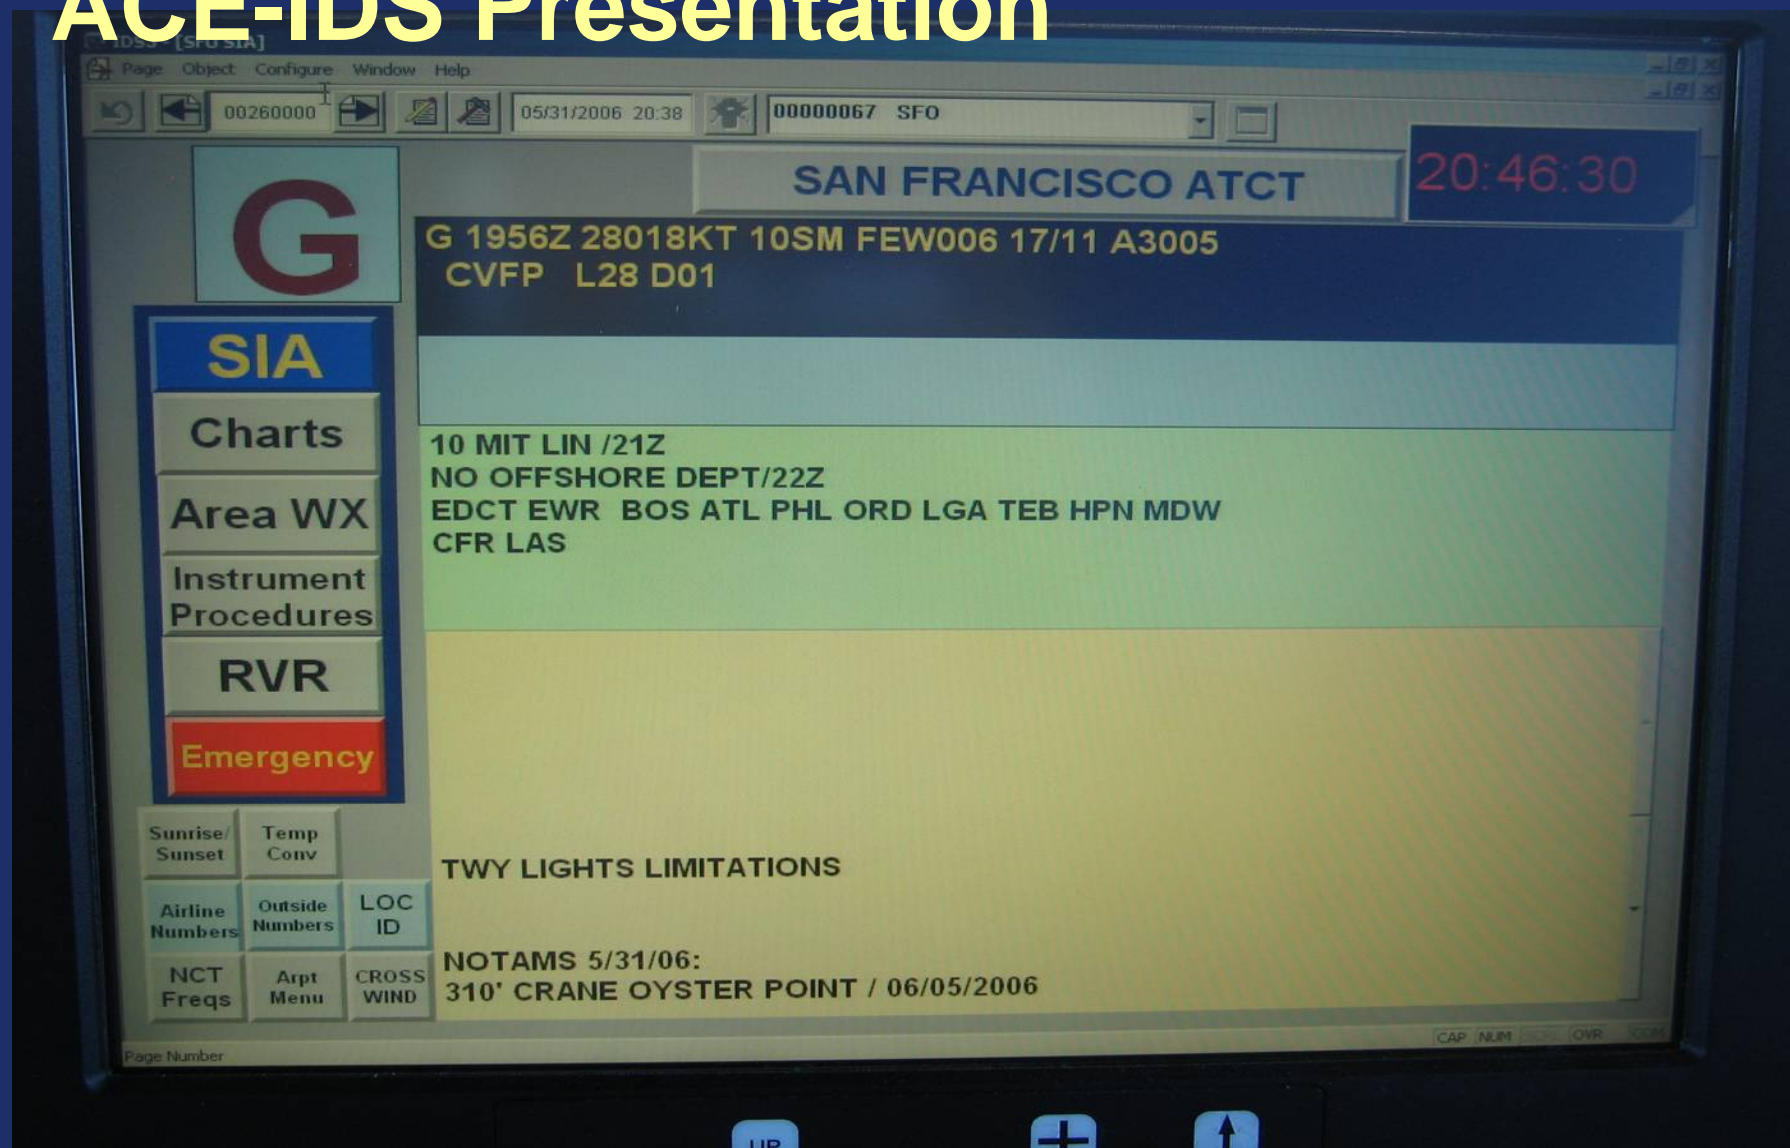 ACE-IDS Presentation
IDS5 - [SFO SIA]
Page Object Configure Window Help
00260000 05/31/2006 20:38 00000067 SFO
SAN FRANCISCO ATCT 20:46:30
G
G 1956Z 28018KT 10SM FEW006 17/11 A3005
CVFP L28 D01
SIA
Charts
Area WX
Instrument
Procedures
RVR
Emergency
10 MIT LIN /21Z
NO OFFSHORE DEPT/22Z
EDCT EWR BOS ATL PHL ORD LGA TEB HPN MDW
CFR LAS
Sunrise/
Sunset
Temp
Conv
Airline
Numbers
Outside
Numbers
LOC
ID
NCT
Freqs
Arpt
Menu
CROSS
WIND
TWY LIGHTS LIMITATIONS
NOTAMS 5/31/06:
310' CRANE OYSTER POINT / 06/05/2006
Page Number
CAP NUM OVR
UP